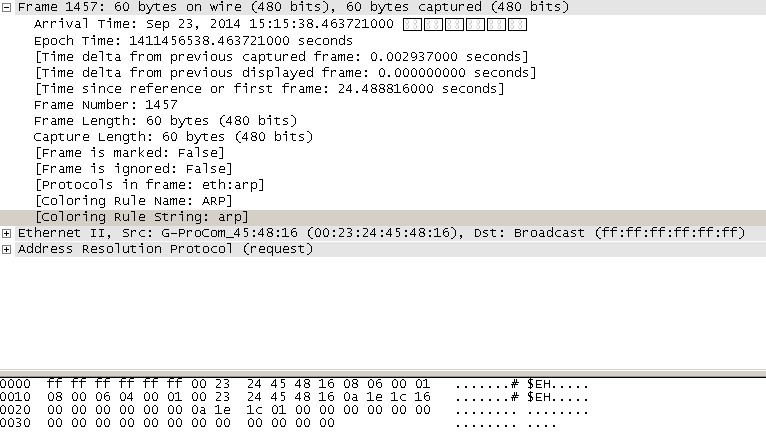 Frame 1457: 60 bytes on wire (480 bits), 60 bytes captured (480 bits)
Arrival Time: Sep 23, 2014 15:15:38.463721000
Epoch Time: 1411456538.463721000 seconds
[Time delta from previous captured frame: 0.002937000 seconds]
[Time delta from previous displayed frame: 0.000000000 seconds]
[Time since reference or first frame: 24.488816000 seconds]
Frame Number: 1457
Frame Length: 60 bytes (480 bits)
Capture Length: 60 bytes (480 bits)
[Frame is marked: False]
[Frame is ignored: False]
[Protocols in frame: eth:arp]
[Coloring Rule Name: ARP]
[Coloring Rule String: arp]
Ethernet II, Src: G-ProCom_45:48:16 (00:23:24:45:48:16), Dst: Broadcast (ff:ff:ff:ff:ff:ff)
Address Resolution Protocol (request)
0000 ff ff ff ff ff ff 00 23 24 45 48 16 08 06 00 01 .......# $EH.....
0010 08 00 06 04 00 01 00 23 24 45 48 16 0a 1e 1c 16 .......# $EH.....
0020 00 00 00 00 00 00 0a 1e 1c 01 00 00 00 00 00 00 ........ ........
0030 00 00 00 00 00 00 00 00 00 00 00 00 ........ ....